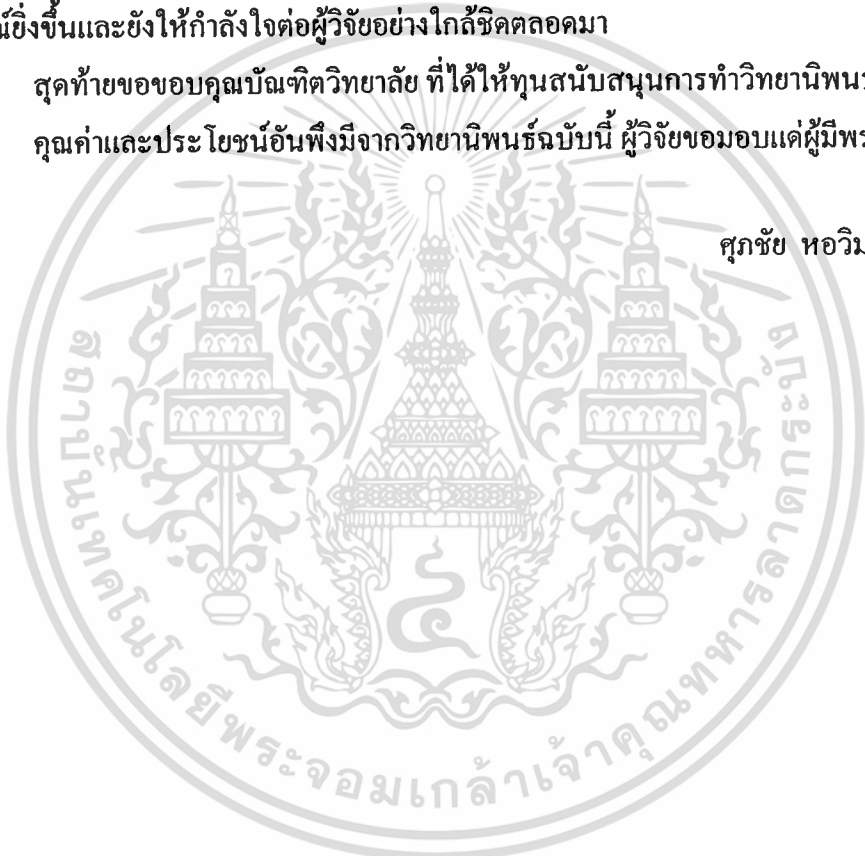 ณ์ยิ่งขึ้นและยังให้กำลังใจต่อผู้วิจัยอย่างใกล้ชิดตลอดมา
สุดท้ายขอขอบคุณบัณฑิตวิทยาลัย ที่ได้ให้ทุนสนับสนุนการทำวิทยานิพน
คุณค่าและประโยชน์อันพึงมีจากวิทยานิพนธ์ฉบับนี้ ผู้วิจัยขอมอบแด่ผู้มีพร
ศุภชัย หอวิม
สถาบันเทคโนโลยีพระจอมเกล้าเจ้าคุณทหารลาดกระบัง
๔